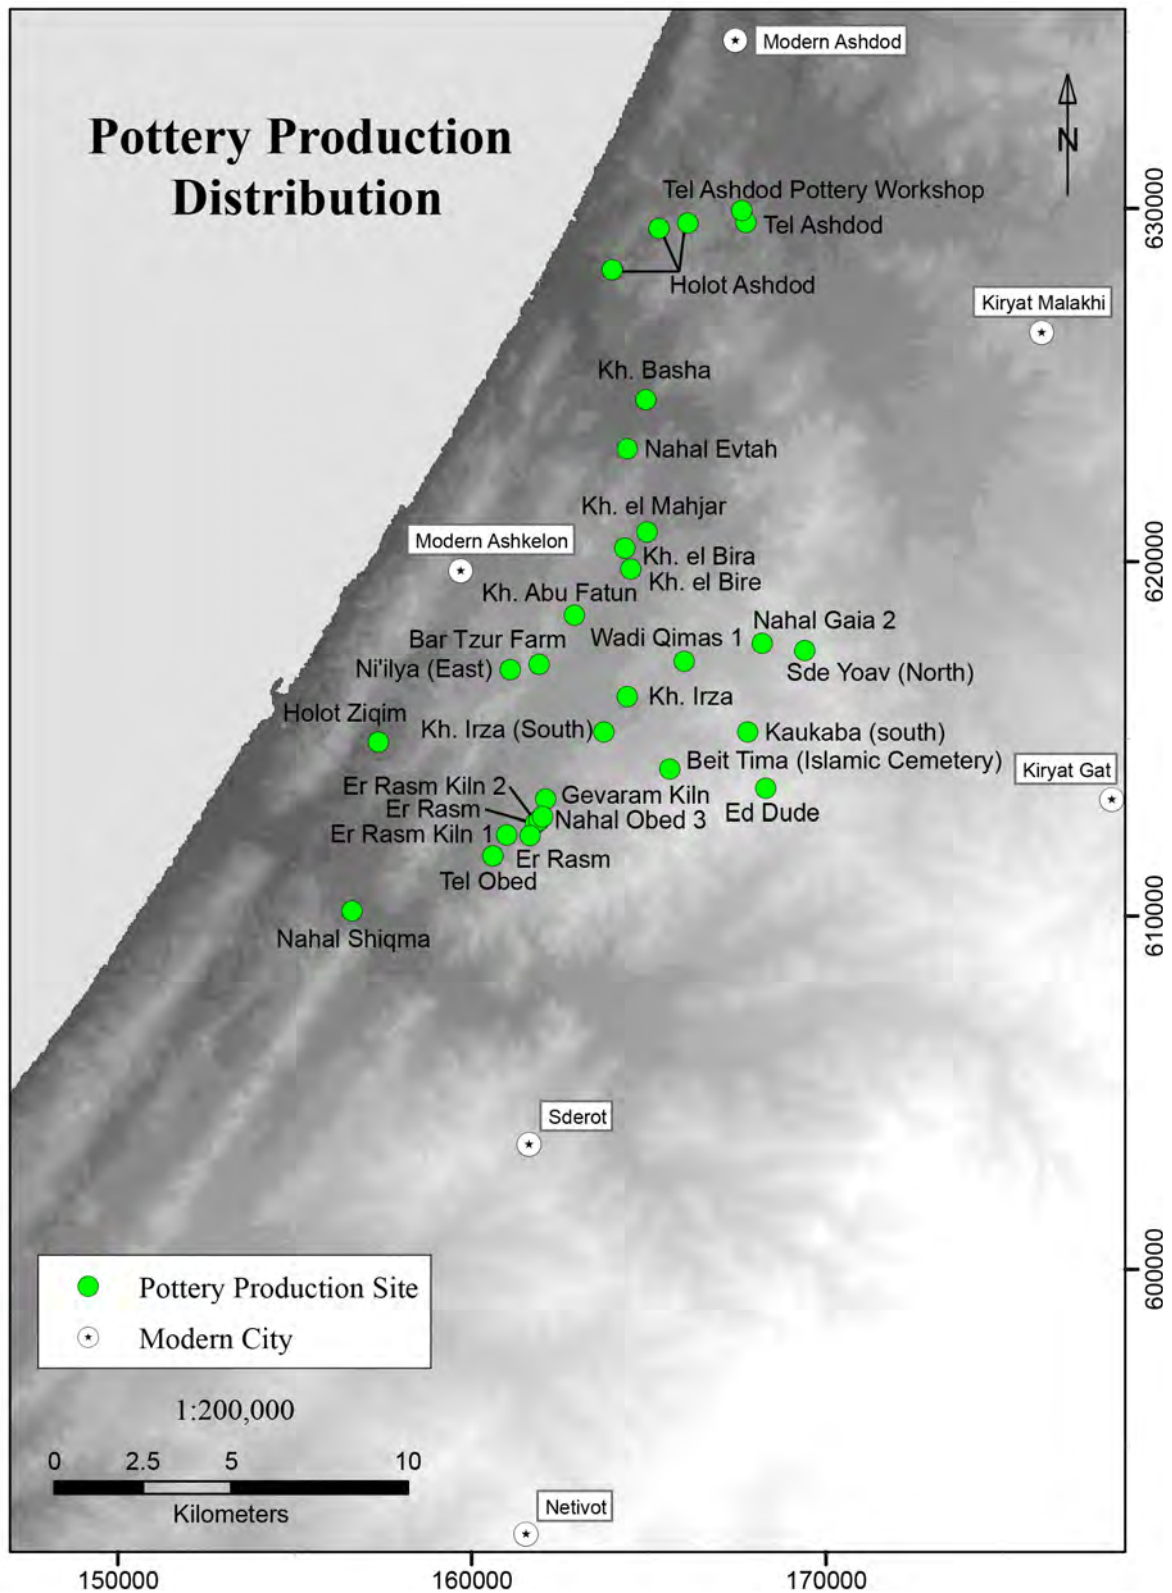 Pottery Production
Distribution
Modern Ashdod
N
Tel Ashdod Pottery Workshop
Tel Ashdod
Holot Ashdod
Kiryat Malakhi
Kh. Basha
Nahal Evtah
Kh. el Mahjar
Modern Ashkelon
Kh. el Bira
Kh. el Bire
Kh. Abu Fatun
Nahal Gaia 2
Bar Tzur Farm
Wadi Qimas 1
Ni'ilya (East)
Sde Yoav (North)
Kh. Irza
Holot Ziqim
Kh. Irza (South)
Kaukaba (south)
Beit Tima (Islamic Cemetery)
Kiryat Gat
Er Rasm Kiln 2
Gevaram Kiln
Er Rasm
Ed Dude
Nahal Obed 3
Er Rasm Kiln 1
Er Rasm
Tel Obed
Nahal Shiqma
Sderot
Pottery Production Site
Modern City
1:200,000
0 2.5 5 10
Kilometers
Netivot
150000 160000 170000
630000
620000
610000
600000